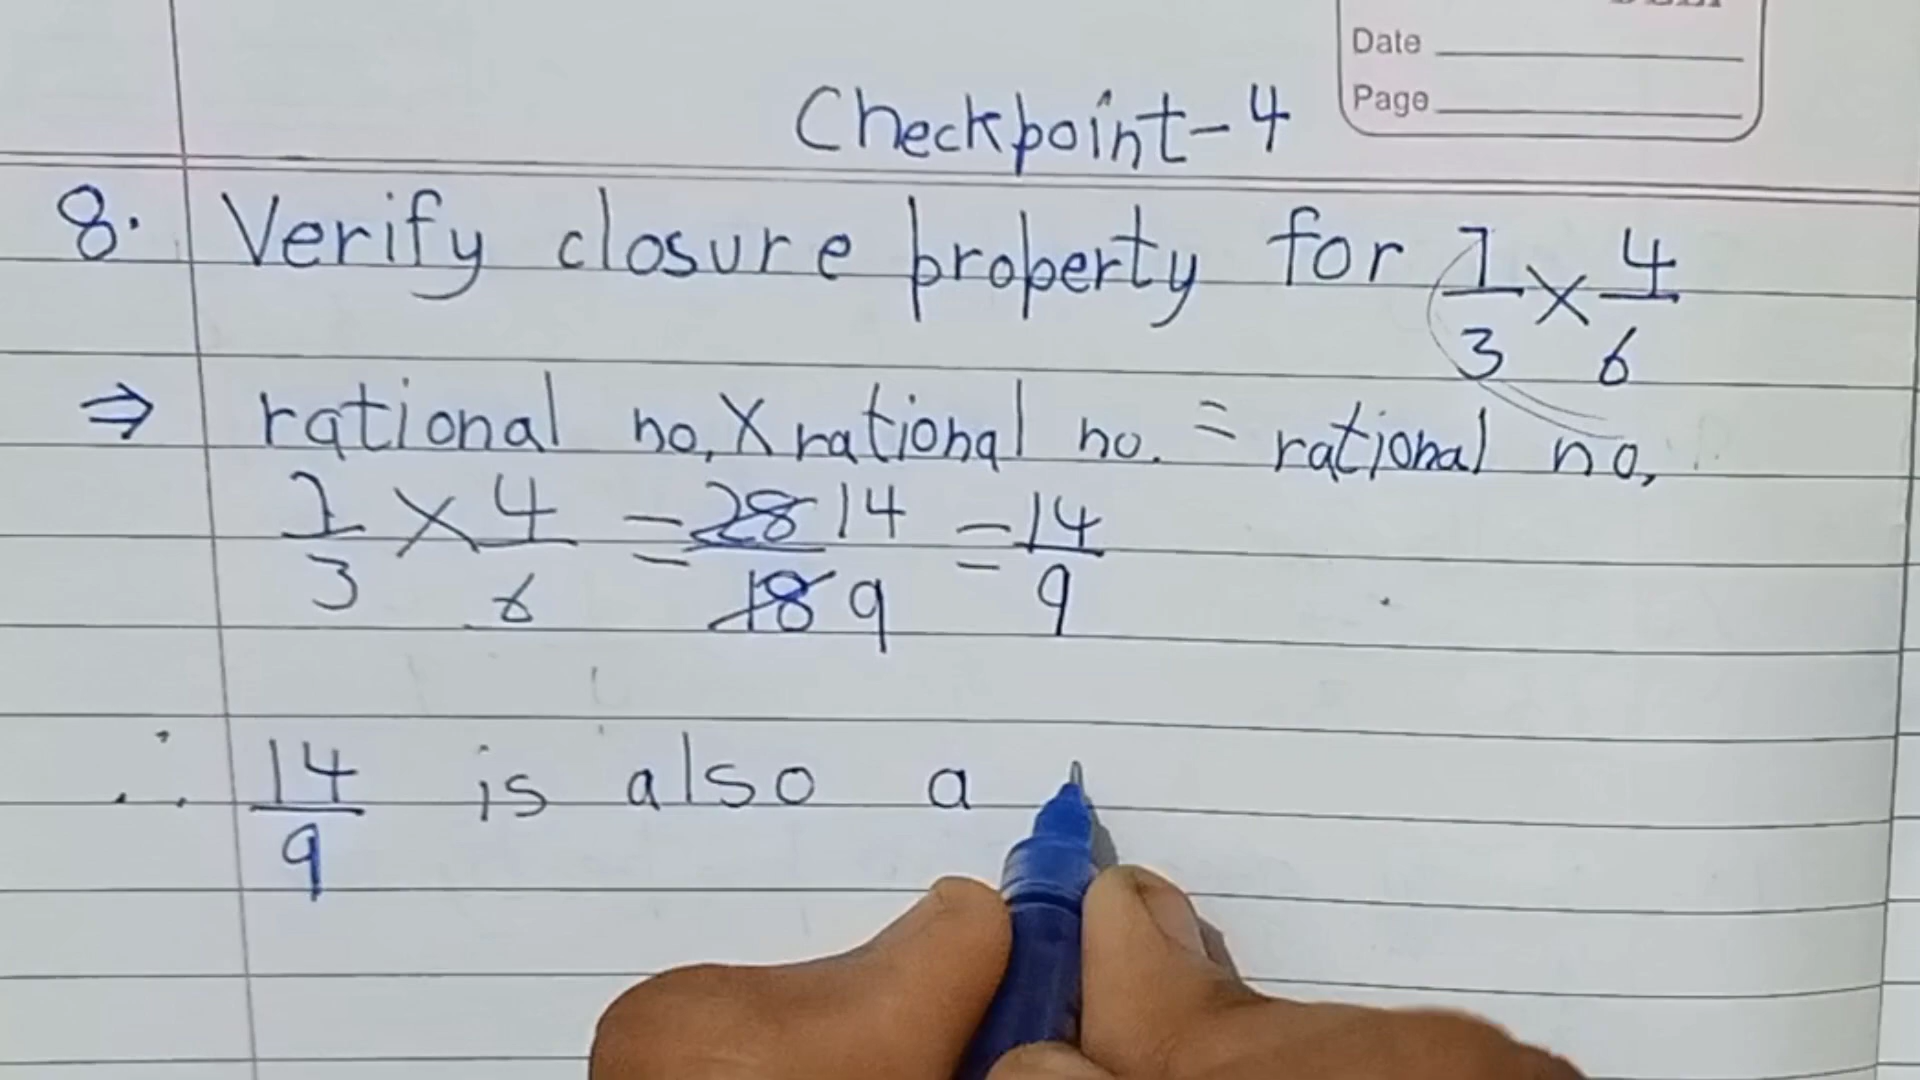 Date
Page
Checkpoint-4
8. Verify closure property for 7/3 × 4/6
⇒ rational no. X rational no. = rational no.
7/3 × 4/6 = 28/18 14/9 = 14/9
∴ 14/9 is also a